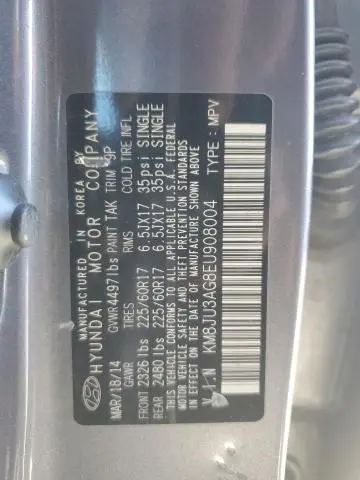 MANUFACTURED IN KOREA BY
HYUNDAI MOTOR COMPANY
MAR/18/14 GVWR 4497 lbs PAINT TAK TRIM 9P
GAWR TIRES RIMS COLD TIRE INFL
FRONT 2326 lbs 225/60R17 6.5JX17 35psi SINGLE
REAR 2480 lbs 225/60R17 6.5JX17 35psi SINGLE
THIS VEHICLE CONFORMS TO ALL APPLICABLE U.S.A. FEDERAL
MOTOR VEHICLE SAFETY AND THEFT PREVENTION STANDARDS
IN EFFECT ON THE DATE OF MANUFACTURE SHOWN ABOVE.
V.I.N KM8JU3AG8EU908004 TYPE: MPV